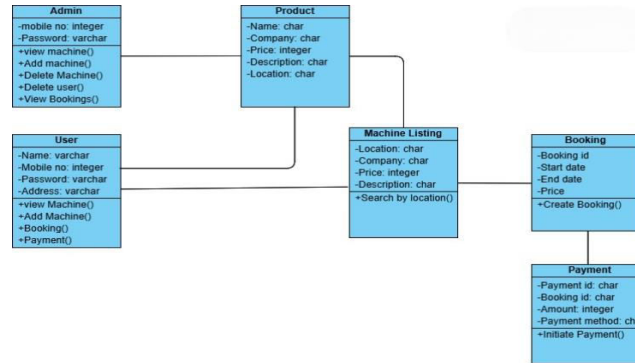 Admin
-mobile no: integer
-Password: varchar
+view machine()
+Add machine()
+Delete Machine()
+Delete user()
+View Bookings()
Product
-Name: char
-Company: char
-Price: integer
-Description: char
-Location: char
User
-Name: varchar
-Mobile no: integer
-Password: varchar
-Address: varchar
+view Machine()
+Add Machine()
+Booking()
+Payment()
Machine Listing
-Location: char
-Company: char
-Price: integer
-Description: char
+Search by location()
Booking
-Booking id
-Start date
-End date
-Price
+Create Booking()
Payment
-Payment id: char
-Booking id: char
-Amount: integer
-Payment method: ch
+Initiate Payment()